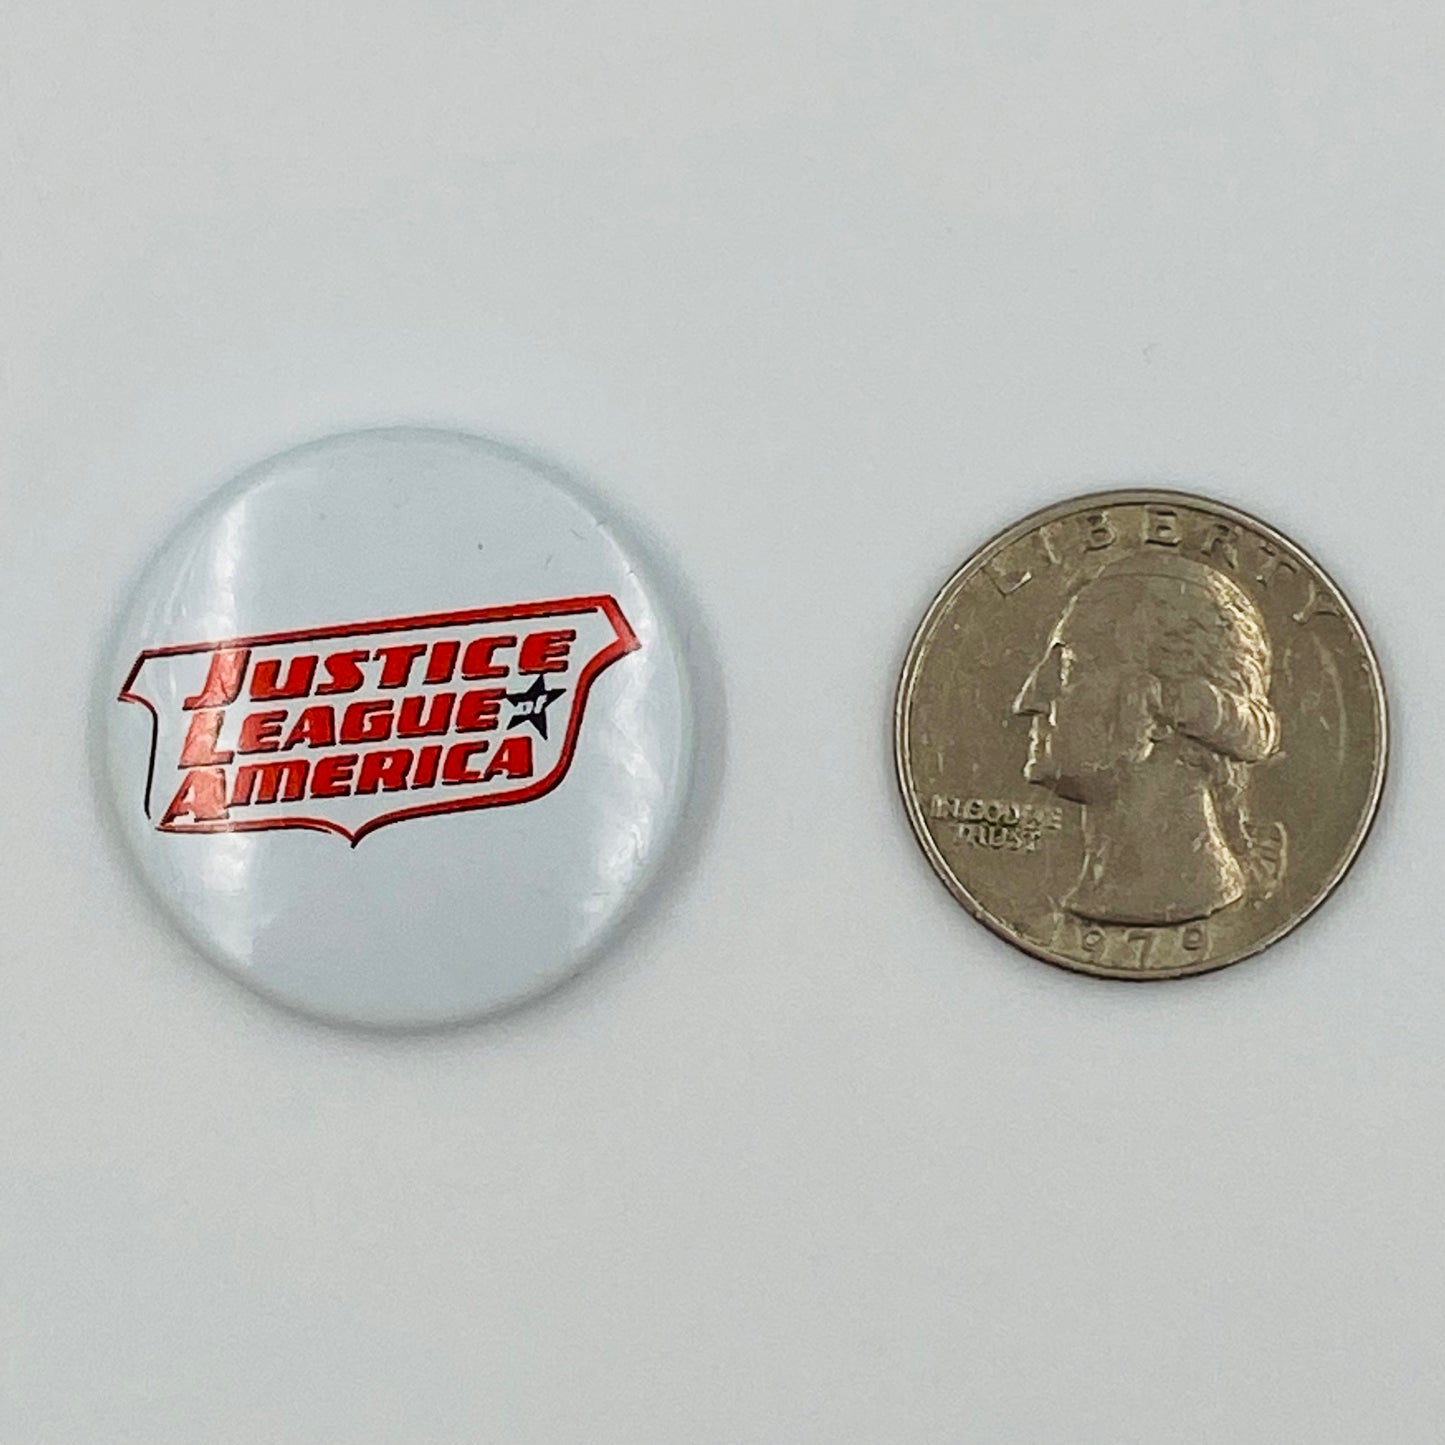 JUSTICE
LEAGUE of
AMERICA
LIBERTY
IN GOD WE
TRUST
1979